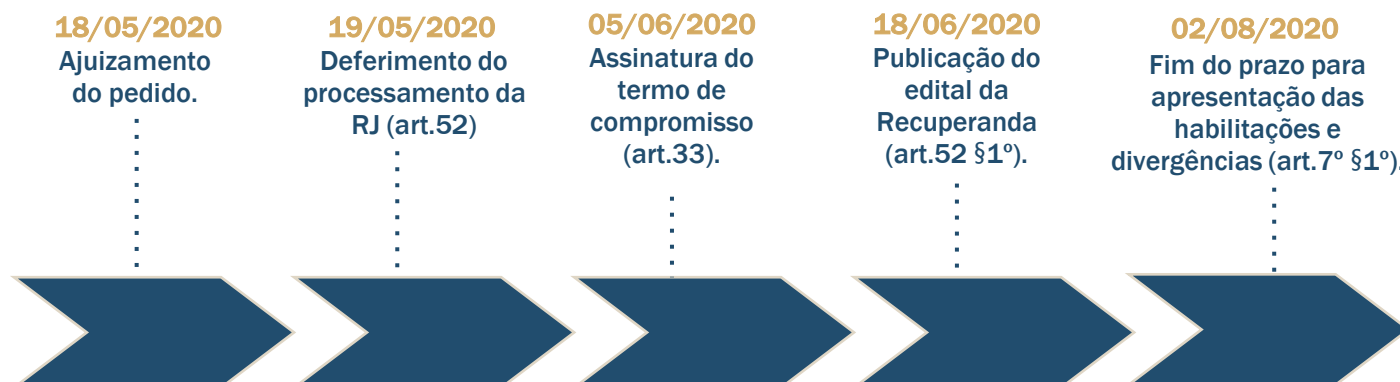 18/05/2020
Ajuizamento
do pedido.
19/05/2020
Deferimento do
processamento da
RJ (art.52)
05/06/2020
Assinatura do
termo de
compromisso
(art.33).
18/06/2020
Publicação do
edital da
Recuperanda
(art.52 §1º).
02/08/2020
Fim do prazo para
apresentação das
habilitações e
divergências (art.7º §1º).